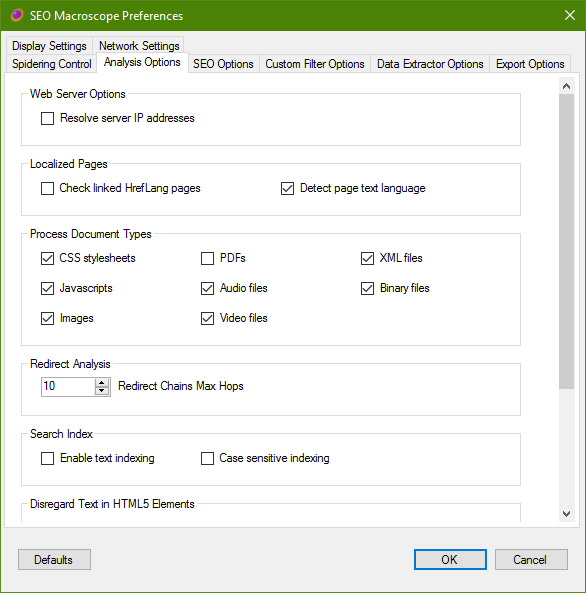 SEO Macroscope Preferences
Display Settings Network Settings
Spidering Control Analysis Options SEO Options Custom Filter Options Data Extractor Options Export Options
Web Server Options
Resolve server IP addresses
Localized Pages
Check linked HrefLang pages Detect page text language
Process Document Types
CSS stylesheets PDFs XML files
Javascripts Audio files Binary files
Images Video files
Redirect Analysis
10 Redirect Chains Max Hops
Search Index
Enable text indexing Case sensitive indexing
Disregard Text in HTML5 Elements
Defaults OK Cancel